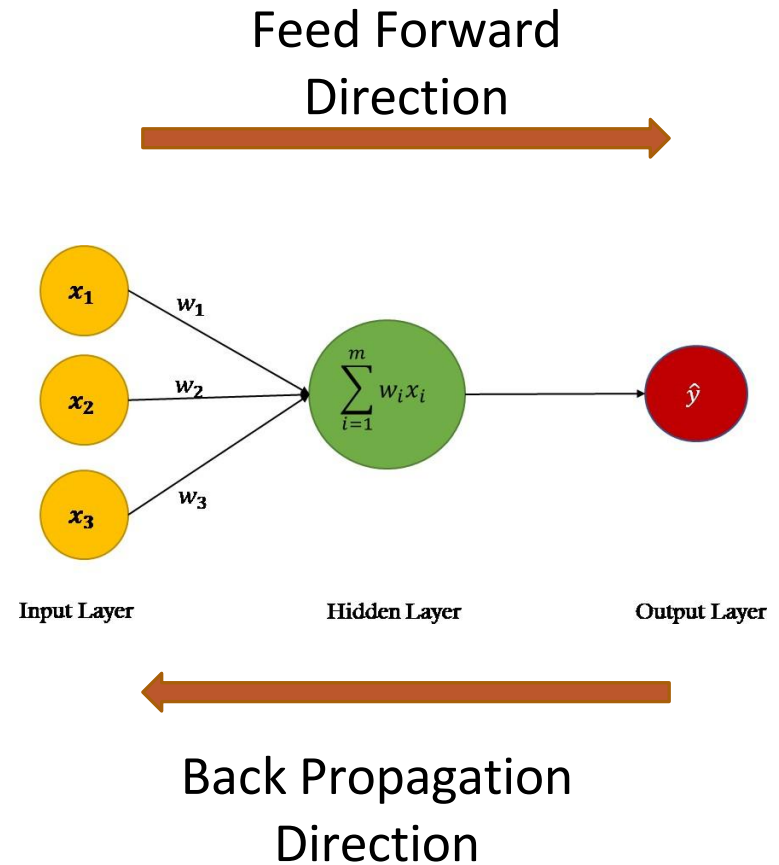 Feed Forward
Direction
x₁
w₁
x₂
w₂
x₃
w₃
m
∑ wᵢxᵢ
i=1
ŷ
Input Layer
Hidden Layer
Output Layer
Back Propagation
Direction